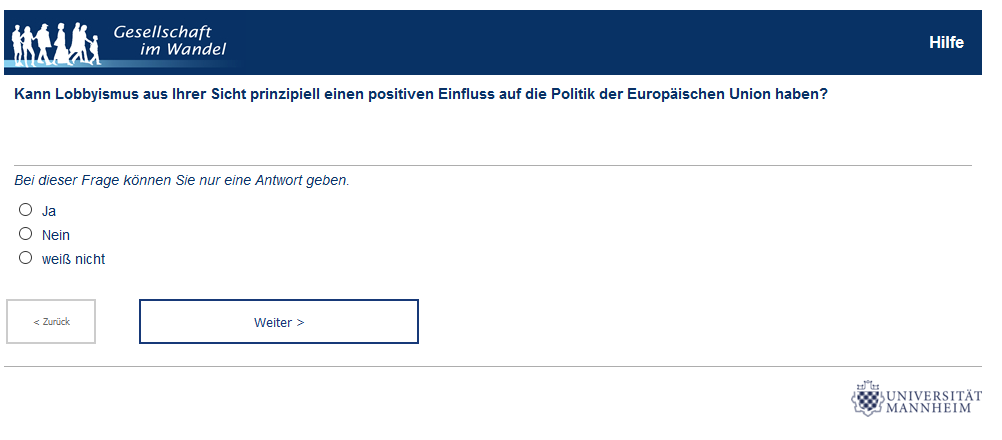 Gesellschaft
im Wandel
Hilfe
Kann Lobbyismus aus Ihrer Sicht prinzipiell einen positiven Einfluss auf die Politik der Europäischen Union haben?
Bei dieser Frage können Sie nur eine Antwort geben.
Ja
Nein
weiß nicht
< Zurück
Weiter >
UNIVERSITÄT
MANNHEIM